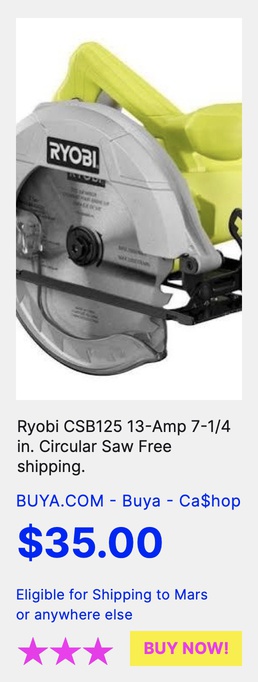 RYOBI
Ryobi CSB125 13-Amp 7-1/4
in. Circular Saw Free
shipping.
BUYA.COM - Buya - Ca$hop
$35.00
Eligible for Shipping to Mars
or anywhere else
BUY NOW!